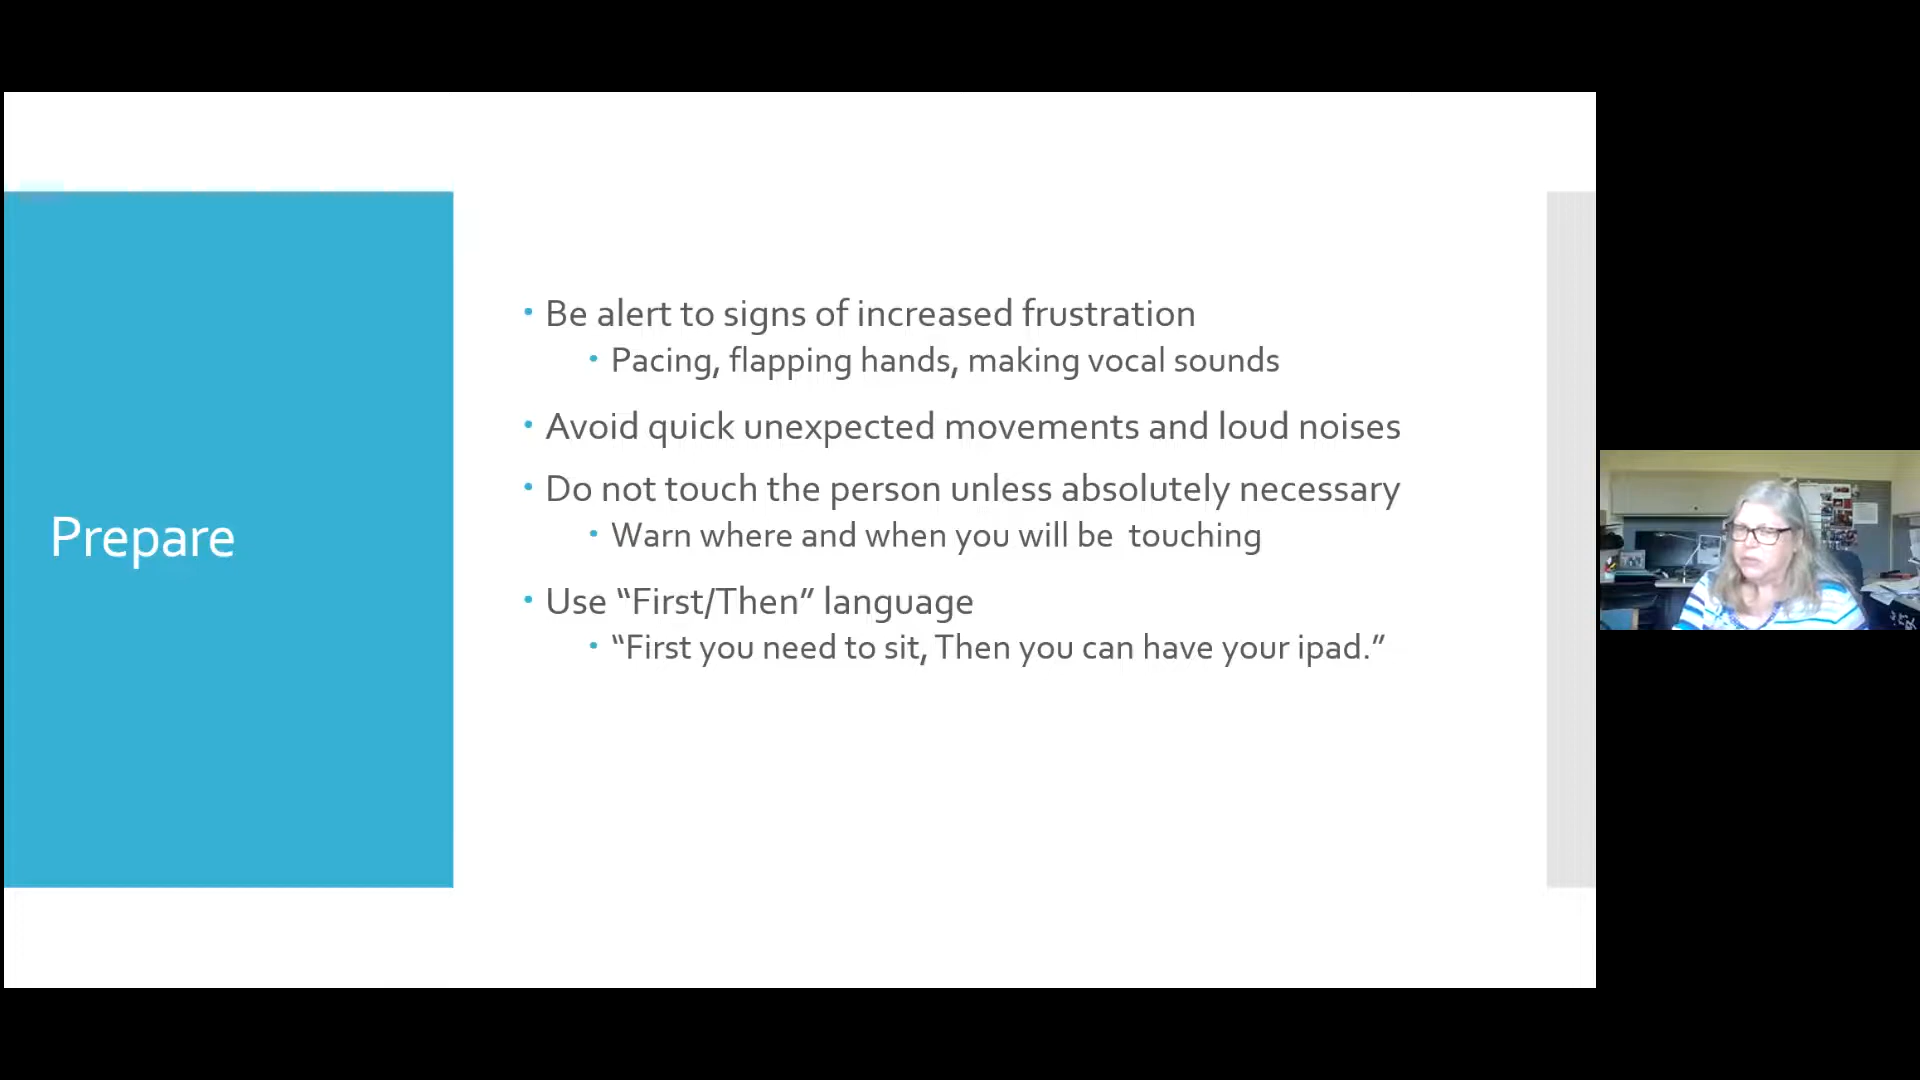 Prepare
• Be alert to signs of increased frustration
• Pacing, flapping hands, making vocal sounds
• Avoid quick unexpected movements and loud noises
• Do not touch the person unless absolutely necessary
• Warn where and when you will be  touching
• Use “First/Then” language
• “First you need to sit, Then you can have your ipad.”